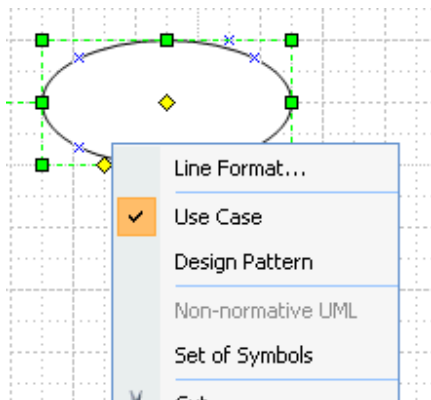 Line Format...
Use Case
Design Pattern
Non-normative UML
Set of Symbols